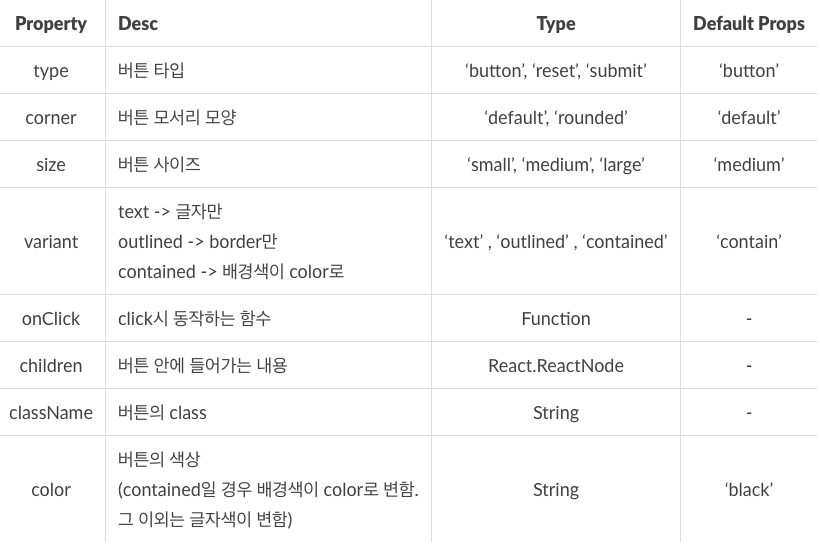 Property Desc Type Default Props
type 버튼 타입 ‘button’, ‘reset’, ‘submit’ ‘button’
corner 버튼 모서리 모양 ‘default’, ‘rounded’ ‘default’
size 버튼 사이즈 ‘small’, ‘medium’, ‘large’ ‘medium’
text -> 글자만
variant outlined -> border만 ‘text’ , ‘outlined’ , ‘contained’ ‘contain’
contained -> 배경색이 color로
onClick click시 동작하는 함수 Function -
children 버튼 안에 들어가는 내용 React.ReactNode -
className 버튼의 class String -
버튼의 색상
color (contained일 경우 배경색이 color로 변함. String ‘black’
그 이외는 글자색이 변함)